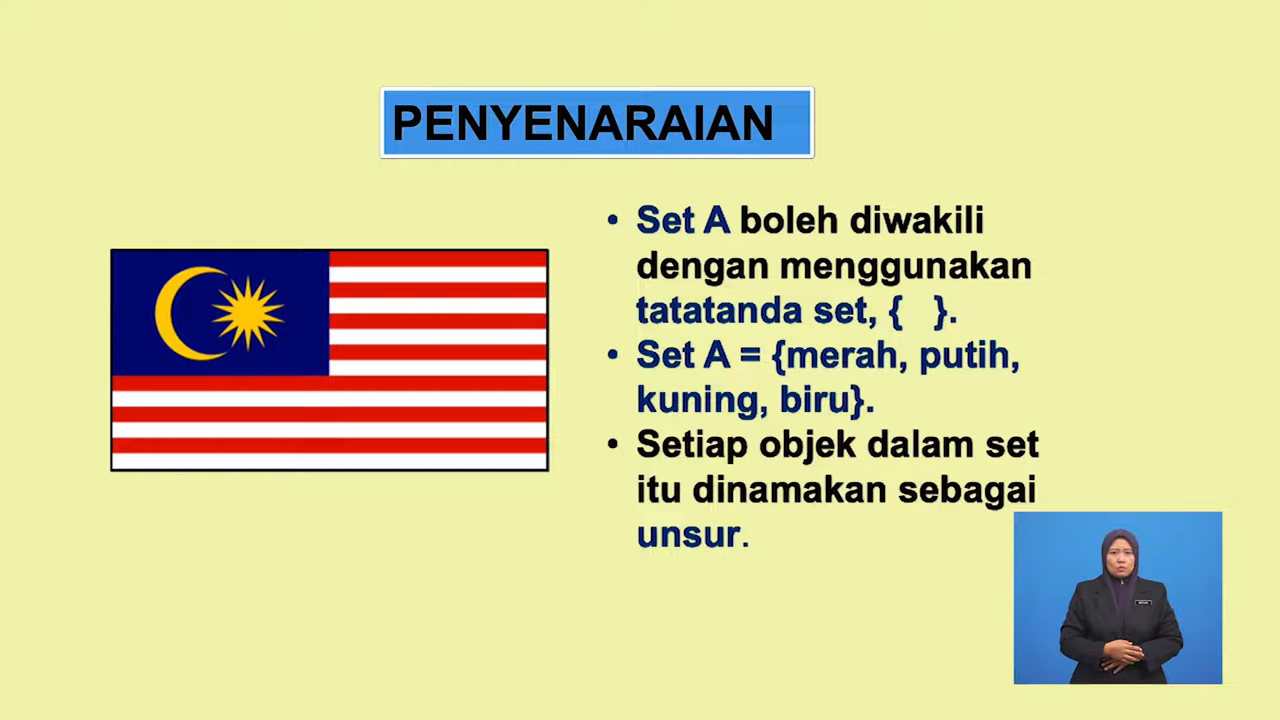 PENYENARAIAN
• Set A boleh diwakili
dengan menggunakan
tatatanda set, {   }.
• Set A = {merah, putih,
kuning, biru}.
• Setiap objek dalam set
itu dinamakan sebagai
unsur.